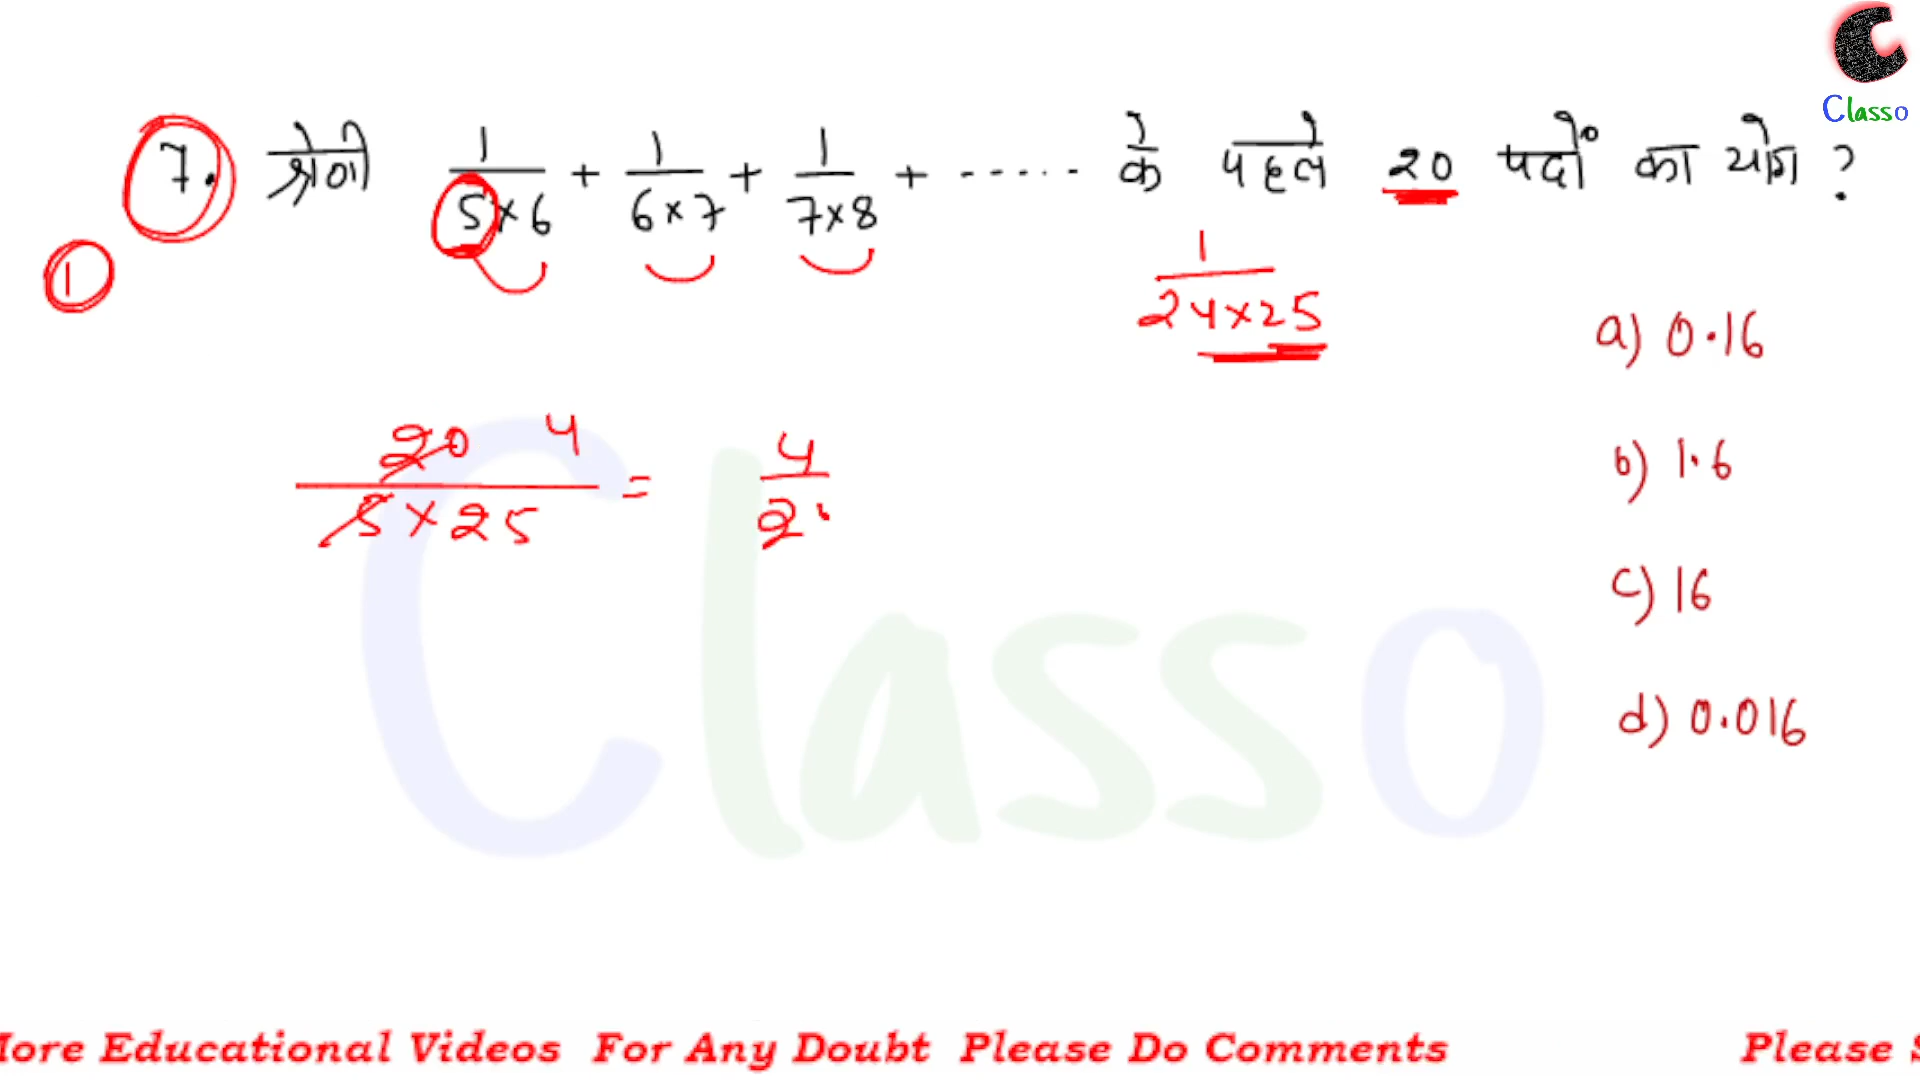 C
Classo
7. श्रेणी 1/(5×6) + 1/(6×7) + 1/(7×8) + ..... के पहले 20 पदों का योग ?
1
1/(24×25)
a) 0.16
20 4/(5×25) = 4/2
b) 1.6
c) 16
d) 0.016
Classo
More Educational Videos For Any Doubt Please Do Comments Please S